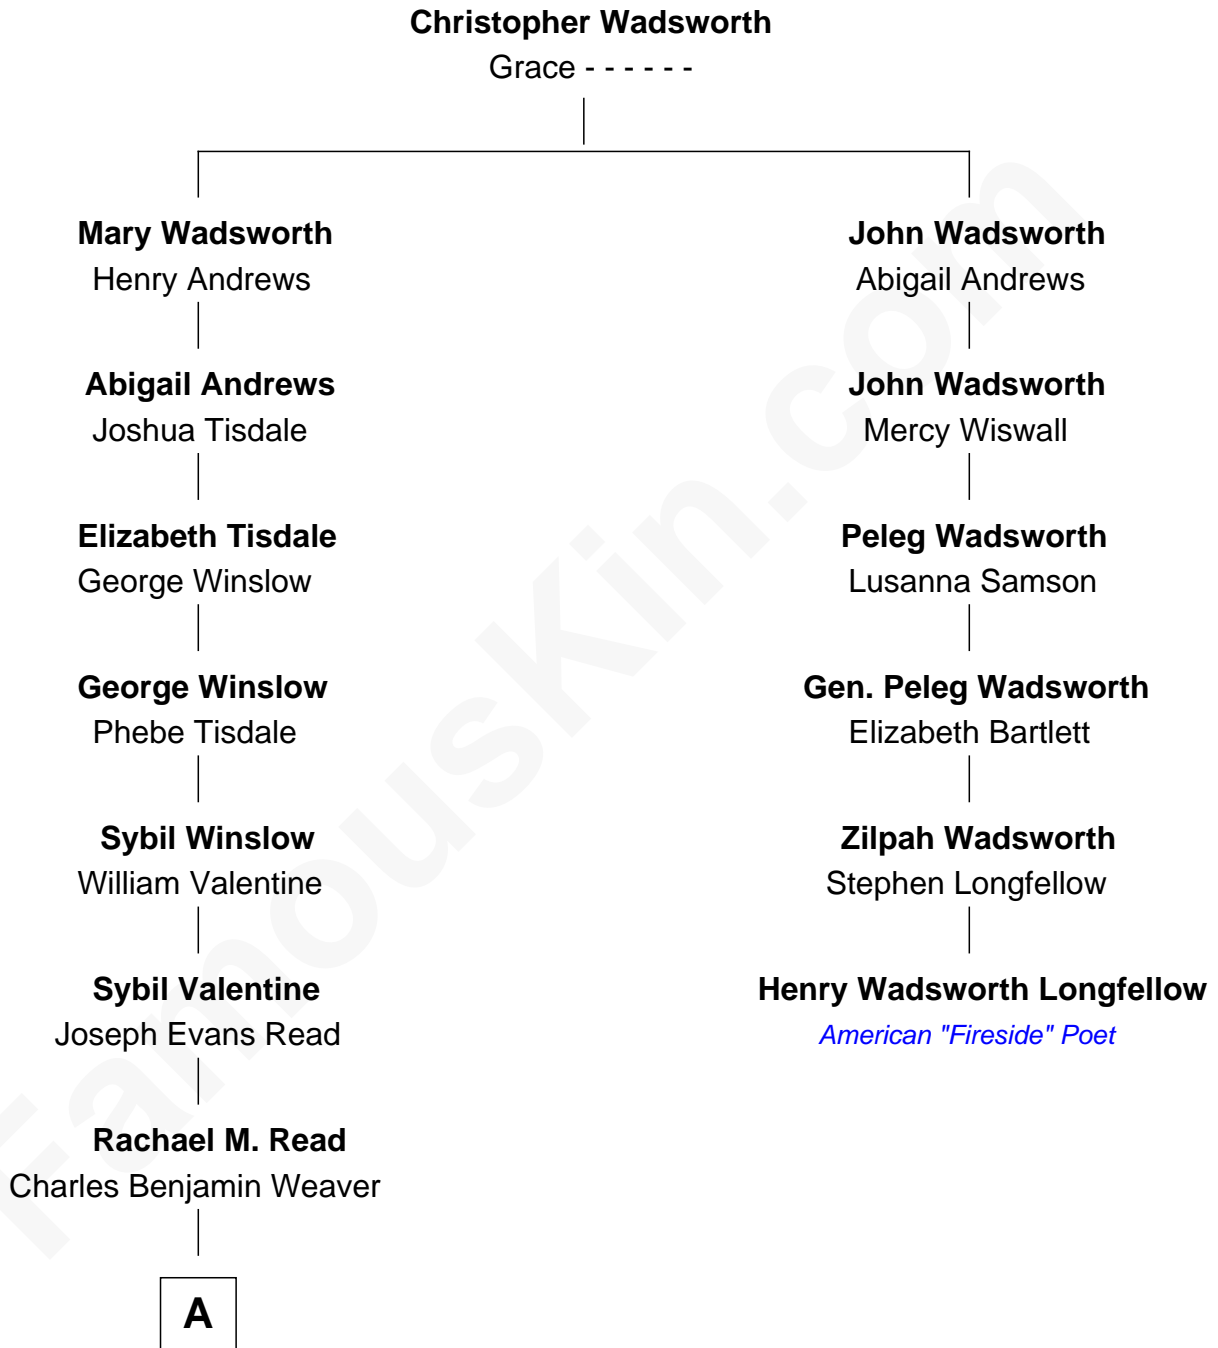 Christopher Wadsworth
Grace - - - - - -
Mary Wadsworth
Henry Andrews
John Wadsworth
Abigail Andrews
Abigail Andrews
Joshua Tisdale
John Wadsworth
Mercy Wiswall
Elizabeth Tisdale
George Winslow
Peleg Wadsworth
Lusanna Samson
George Winslow
Phebe Tisdale
Gen. Peleg Wadsworth
Elizabeth Bartlett
Sybil Winslow
William Valentine
Zilpah Wadsworth
Stephen Longfellow
Sybil Valentine
Joseph Evans Read
Henry Wadsworth Longfellow
American "Fireside" Poet
Rachael M. Read
Charles Benjamin Weaver
A
FamousKin.com